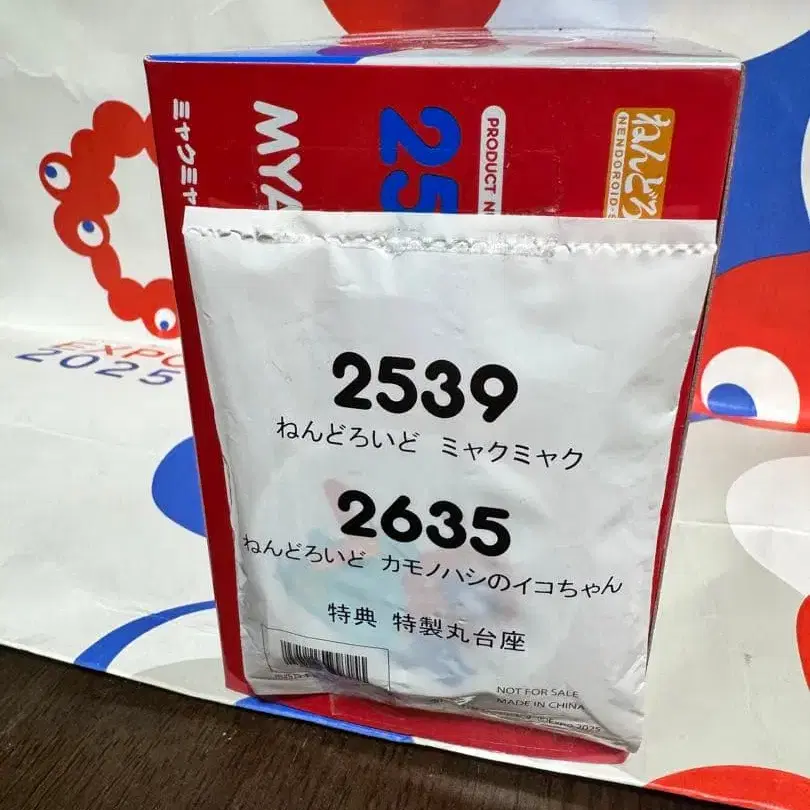 ねんどろ
NENDOROID
PRODUCT N
25
MYA
ミャクミャ
EXPO
2025
2539
ねんどろいど ミャクミャク
2635
ねんどろいど カモノハシのイコちゃん
特典 特製丸台座
NOT FOR SALE
MADE IN CHINA
Expo 2025